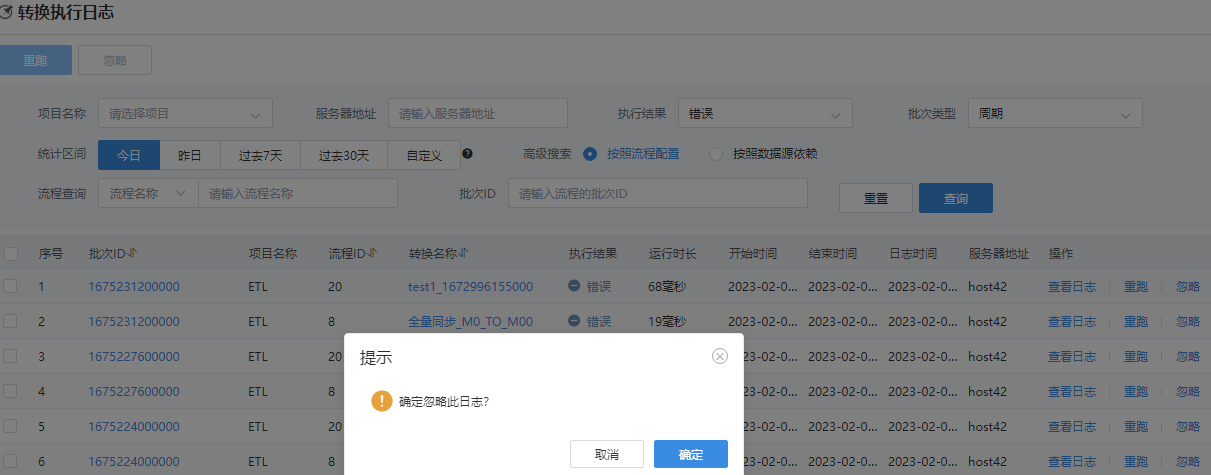 转换执行日志
重跑 忽略
项目名称 请选择项目 服务器地址 请输入服务器地址 执行结果 错误 批次类型 周期
统计区间 今日 昨日 过去7天 过去30天 自定义 ? 高级搜索 按照流程配置 按照数据源依赖
流程查询 流程名称 请输入流程名称 批次ID 请输入流程的批次ID 重置 查询
序号 批次ID 项目名称 流程ID 转换名称 执行结果 运行时长 开始时间 结束时间 日志时间 服务器地址 操作
1 1675231200000 ETL 20 test1_1672996155000 错误 68毫秒 2023-02-0... 2023-02-0... 2023-02-0... host42 查看日志 重跑 忽略
2 1675231200000 ETL 8 全量同步_M0_TO_M00 错误 19毫秒 2023-02-0... 2023-02-0... 2023-02-0... host42 查看日志 重跑 忽略
3 1675227600000 ETL 20 2023-02-0... 2023-02-0... host42 查看日志 重跑 忽略
4 1675227600000 ETL 8 2023-02-0... 2023-02-0... host42 查看日志 重跑 忽略
5 1675224000000 ETL 20 2023-02-0... 2023-02-0... host42 查看日志 重跑 忽略
6 1675224000000 ETL 8 2023-02-0... 2023-02-0... host42 查看日志 重跑 忽略
提示
确定忽略此日志?
取消 确定